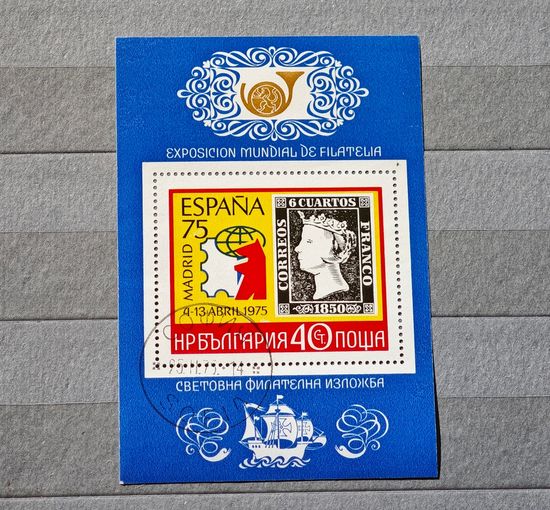 EXPOSICION MUNDIAL DE FILATELIA
ESPAÑA
75
MADRID
4-13 ABRIL 1975
6 CUARTOS
CORREOS
FRANCO
1850
НРБЪЛГАРИЯ 40 СТ. ПОЩА
СВЕТОВНА ФИЛАТЕЛНА ИЗЛОЖБА